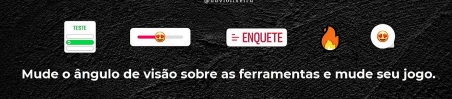 TESTE
ENQUETE
Mude o ângulo de visão sobre as ferramentas e mude seu jogo.